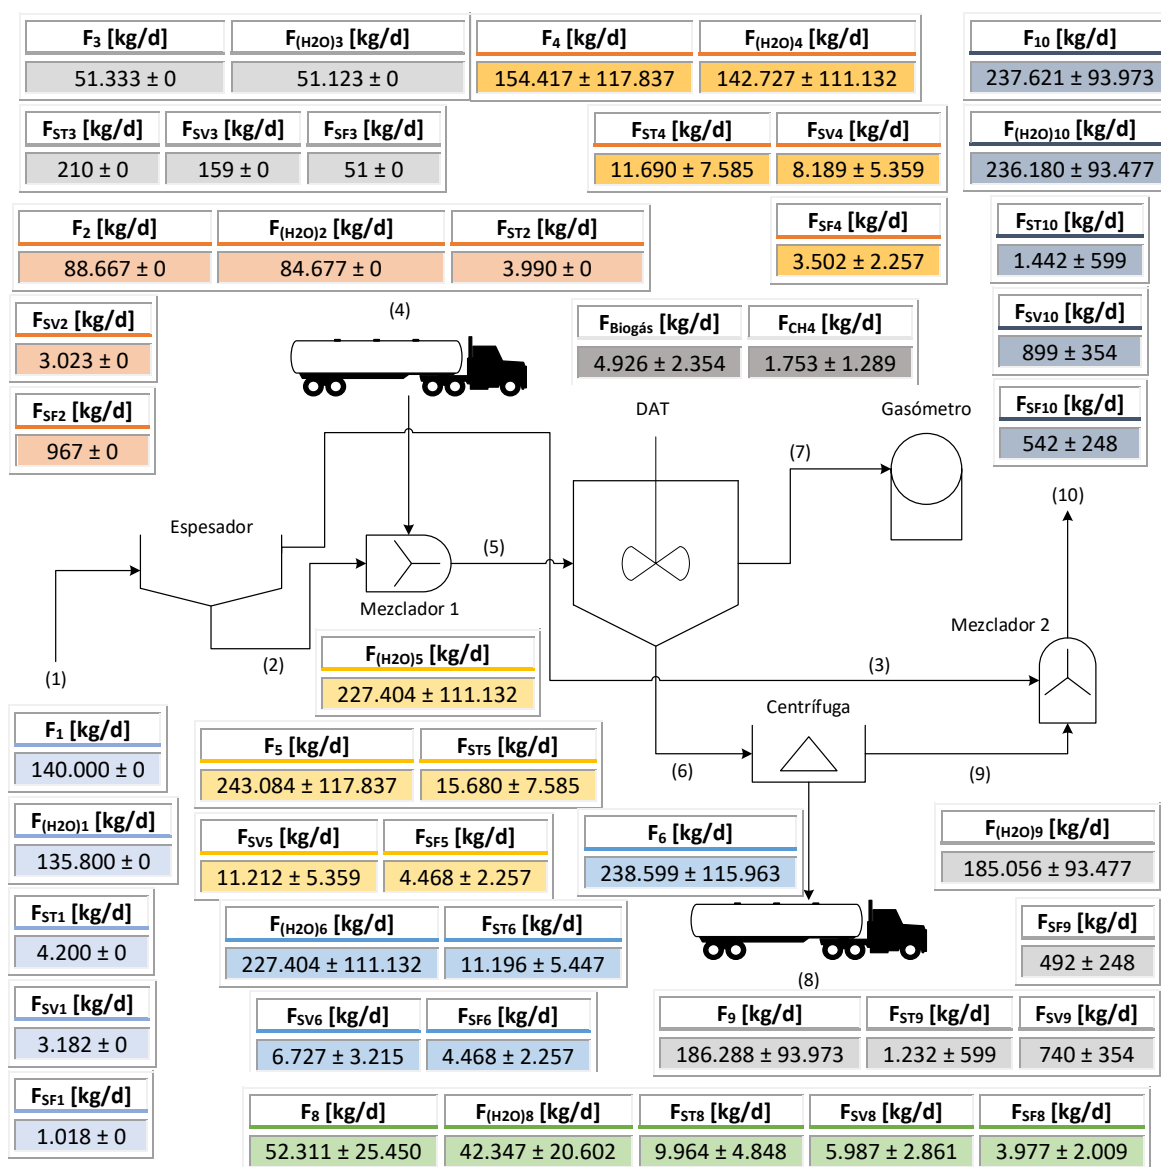 F3 [kg/d] F(H2O)3 [kg/d]
51.333 ± 0 51.123 ± 0
F4 [kg/d] F(H2O)4 [kg/d]
154.417 ± 117.837 142.727 ± 111.132
F10 [kg/d]
237.621 ± 93.973
FST3 [kg/d] FSV3 [kg/d] FSF3 [kg/d]
210 ± 0 159 ± 0 51 ± 0
FST4 [kg/d] FSV4 [kg/d]
11.690 ± 7.585 8.189 ± 5.359
F(H2O)10 [kg/d]
236.180 ± 93.477
F2 [kg/d] F(H2O)2 [kg/d] FST2 [kg/d]
88.667 ± 0 84.677 ± 0 3.990 ± 0
FSF4 [kg/d]
3.502 ± 2.257
FST10 [kg/d]
1.442 ± 599
FSV2 [kg/d]
3.023 ± 0
(4)
FBiogás [kg/d] FCH4 [kg/d]
4.926 ± 2.354 1.753 ± 1.289
FSV10 [kg/d]
899 ± 354
FSF2 [kg/d]
967 ± 0
DAT
Gasómetro
FSF10 [kg/d]
542 ± 248
(7)
(10)
Espesador
(5)
Mezclador 1
Mezclador 2
(1)
(2)
(3)
F(H2O)5 [kg/d]
227.404 ± 111.132
Centrífuga
(6)
(9)
F1 [kg/d]
140.000 ± 0
F5 [kg/d] FST5 [kg/d]
243.084 ± 117.837 15.680 ± 7.585
F(H2O)1 [kg/d]
135.800 ± 0
FSV5 [kg/d] FSF5 [kg/d]
11.212 ± 5.359 4.468 ± 2.257
F6 [kg/d]
238.599 ± 115.963
F(H2O)9 [kg/d]
185.056 ± 93.477
FST1 [kg/d]
4.200 ± 0
F(H2O)6 [kg/d] FST6 [kg/d]
227.404 ± 111.132 11.196 ± 5.447
FSF9 [kg/d]
492 ± 248
(8)
FSV1 [kg/d]
3.182 ± 0
FSV6 [kg/d] FSF6 [kg/d]
6.727 ± 3.215 4.468 ± 2.257
F9 [kg/d] FST9 [kg/d] FSV9 [kg/d]
186.288 ± 93.973 1.232 ± 599 740 ± 354
FSF1 [kg/d]
1.018 ± 0
F8 [kg/d] F(H2O)8 [kg/d] FST8 [kg/d] FSV8 [kg/d] FSF8 [kg/d]
52.311 ± 25.450 42.347 ± 20.602 9.964 ± 4.848 5.987 ± 2.861 3.977 ± 2.009